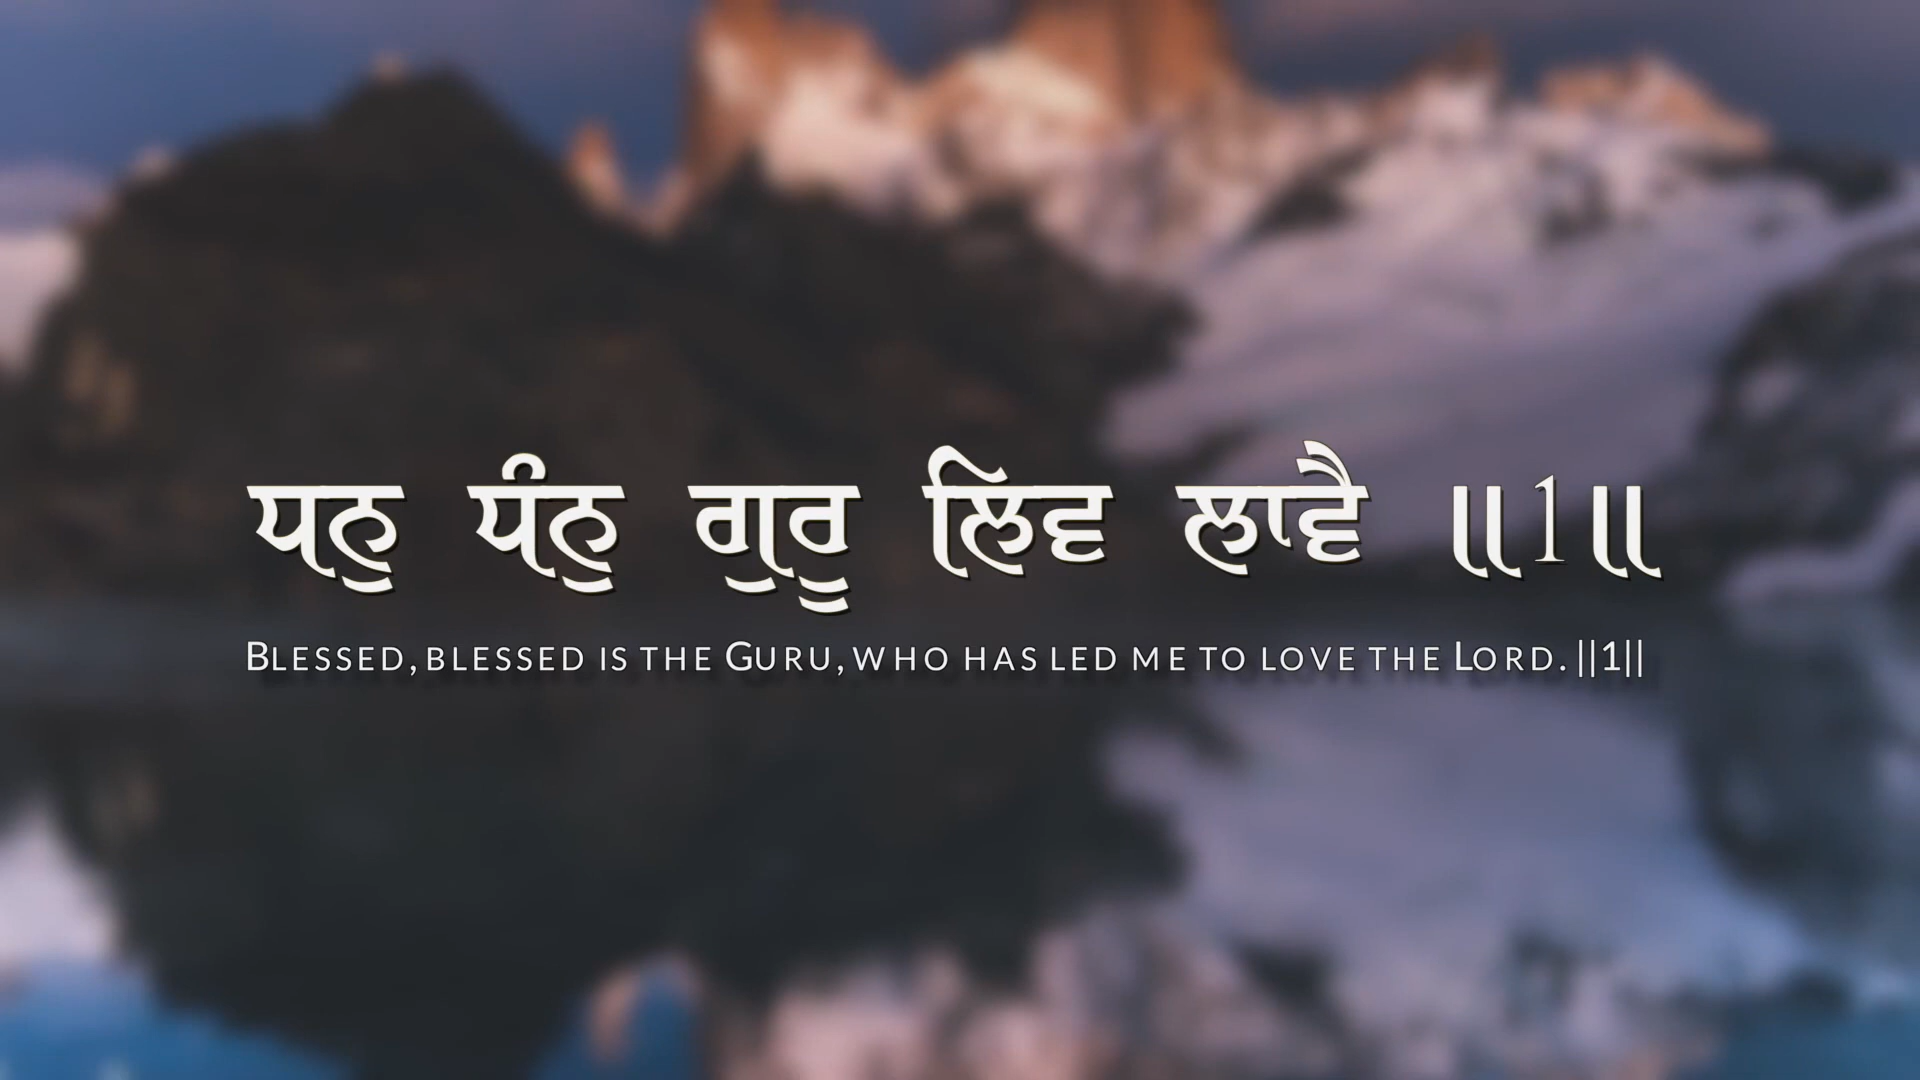 ਧਨੁ ਧੰਨੁ ਗੁਰੂ ਲਿਵ ਲਾਵੈ ॥1॥
Blessed, blessed is the Guru, who has led me to love the Lord. ||1||